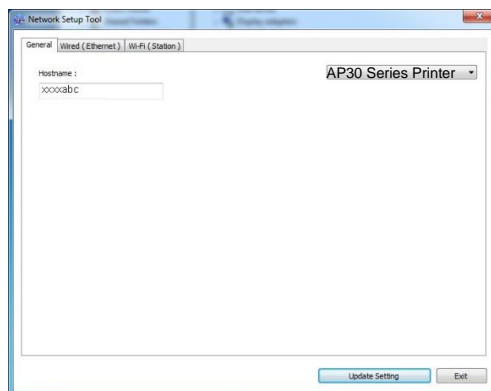 Network Setup Tool
General Wired ( Ethernet ) Wi-Fi ( Station )
Hostname :
AP30 Series Printer
xxxxabc
Update Setting Exit